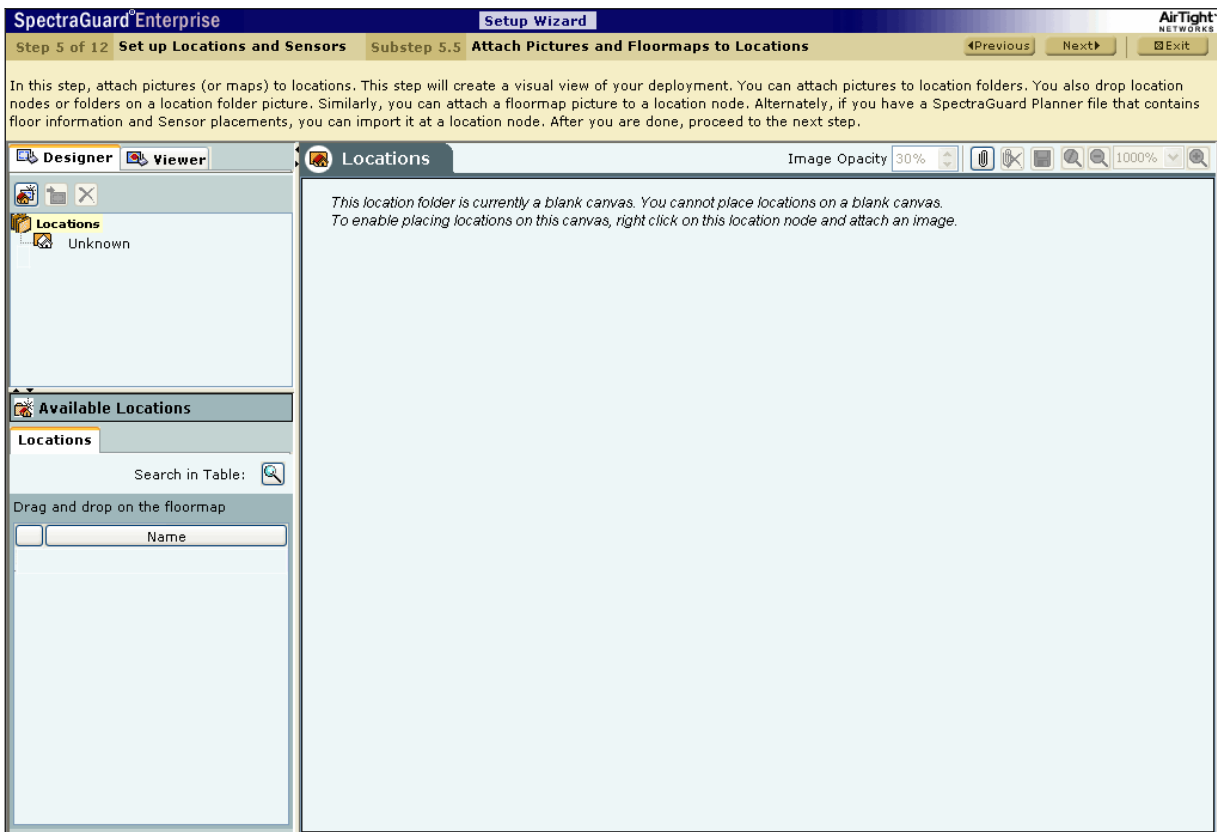 SpectraGuard®Enterprise
Setup Wizard
AirTight
NETWORKS
Step 5 of 12 Set up Locations and Sensors Substep 5.5 Attach Pictures and Floormaps to Locations
Previous Next Exit
In this step, attach pictures (or maps) to locations. This step will create a visual view of your deployment. You can attach pictures to location folders. You also drop location
nodes or folders on a location folder picture. Similarly, you can attach a floormap picture to a location node. Alternately, if you have a SpectraGuard Planner file that contains
floor information and Sensor placements, you can import it at a location node. After you are done, proceed to the next step.
Designer Viewer
Locations
Image Opacity 30% 1000%
This location folder is currently a blank canvas. You cannot place locations on a blank canvas.
To enable placing locations on this canvas, right click on this location node and attach an image.
Locations
Unknown
Available Locations
Locations
Search in Table:
Drag and drop on the floormap
Name